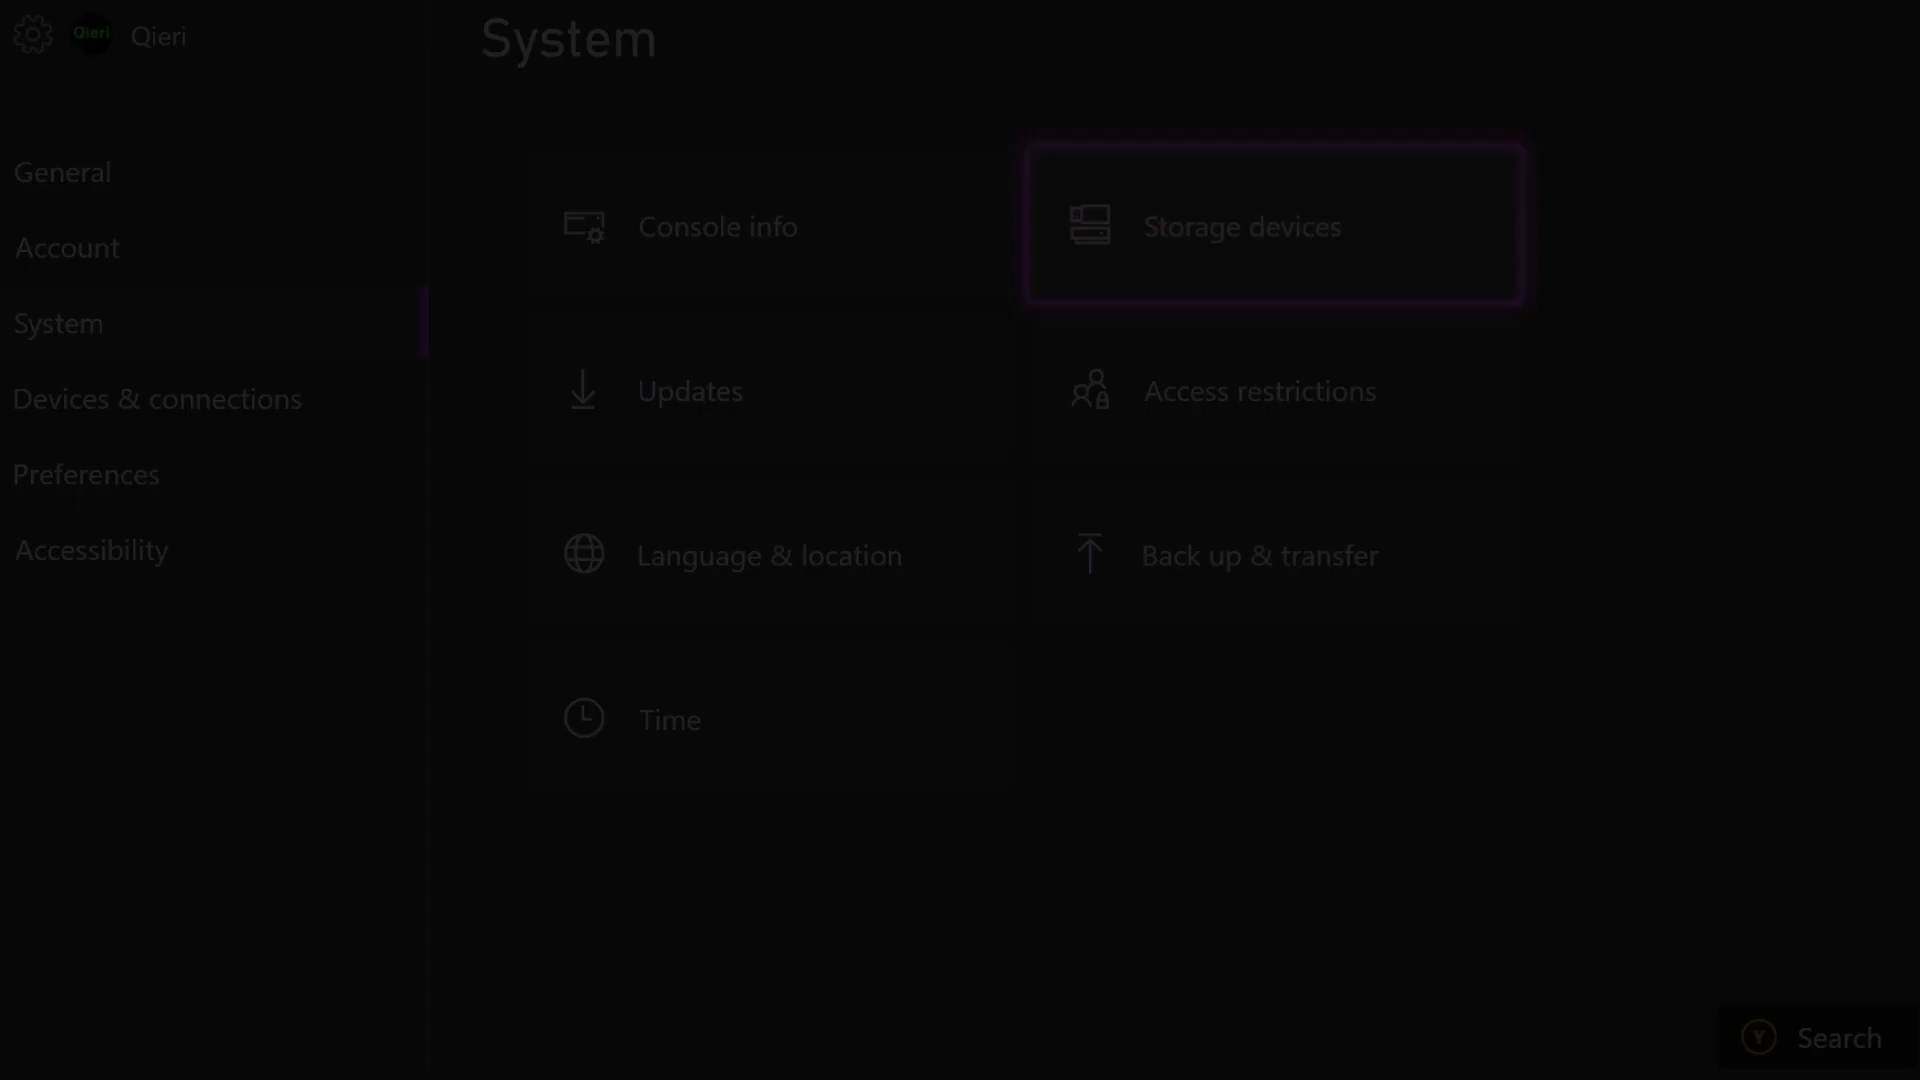 Qieri Qieri
System
General
Account
System
Devices & connections
Preferences
Accessibility
Console info
Storage devices
Updates
Access restrictions
Language & location
Back up & transfer
Time
Y Search